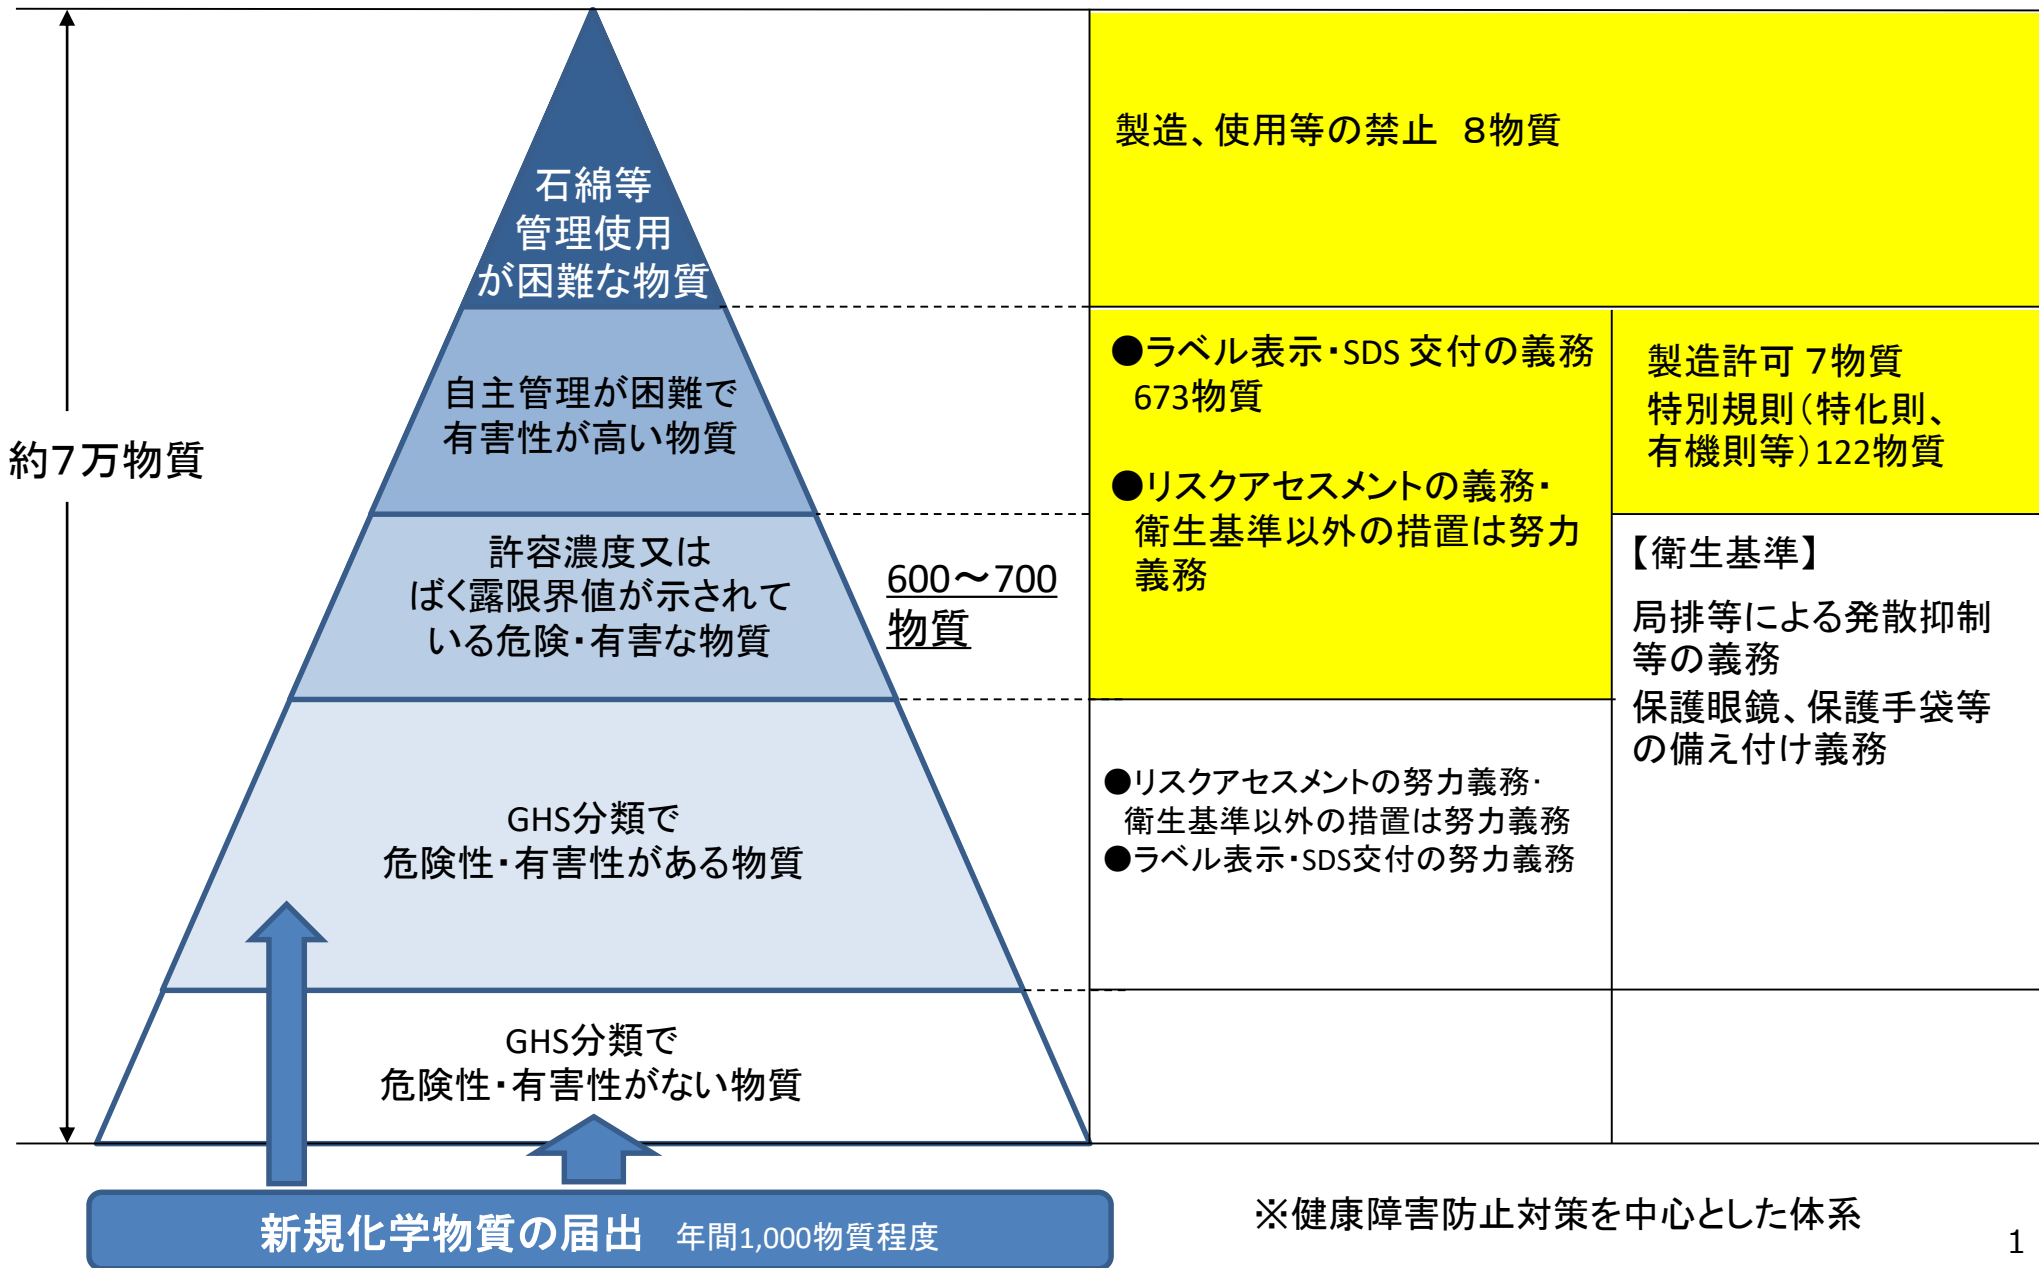 約７万物質
石綿等
管理使用
が困難な物質
自主管理が困難で
有害性が高い物質
許容濃度又は
ばく露限界値が示されて
いる危険・有害な物質
600～700
物質
GHS分類で
危険性・有害性がある物質
GHS分類で
危険性・有害性がない物質
新規化学物質の届出　年間1,000物質程度
製造、使用等の禁止　８物質
●ラベル表示・SDS 交付の義務
673物質
●リスクアセスメントの義務・
衛生基準以外の措置は努力
義務
製造許可 ７物質
特別規則（特化則、
有機則等）122物質
【衛生基準】
局排等による発散抑制
等の義務
保護眼鏡、保護手袋等
の備え付け義務
●リスクアセスメントの努力義務・
衛生基準以外の措置は努力義務
●ラベル表示・SDS交付の努力義務
※健康障害防止対策を中心とした体系
1